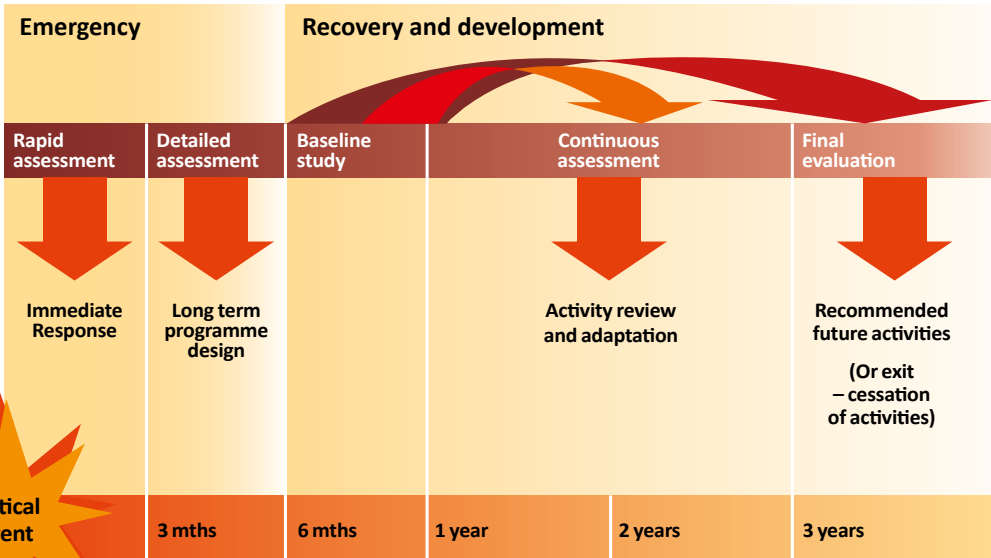 Emergency
Recovery and development
Rapid
assessment
Detailed
assessment
Baseline
study
Continuous
assessment
Final
evaluation
Immediate
Response
Long term
programme
design
Activity review
and adaptation
Recommended
future activities
(Or exit
– cessation
of activities)
3 mths
6 mths
1 year
2 years
3 years